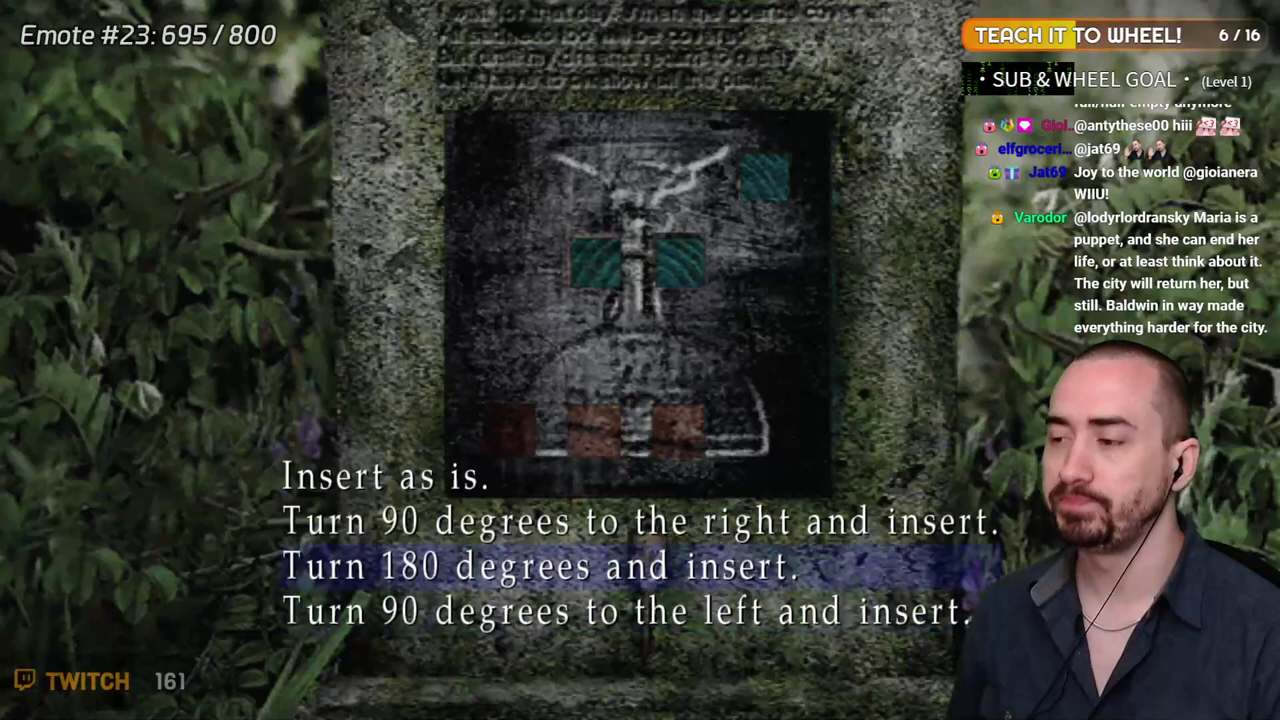 Emote #23: 695 / 800
TEACH IT TO WHEEL! 6 / 16
• SUB & WHEEL GOAL • (Level 1)
@antythese00 hiii
elfgroceri... @jat69
Jat69 Joy to the world @gioianera
WIIU!
Varodor @lodyrlordransky Maria is a
puppet, and she can end her
life, or at least think about it.
The city will return her, but
still. Baldwin in way made
everything harder for the city.
Insert as is.
Turn 90 degrees to the right and insert.
Turn 180 degrees and insert.
Turn 90 degrees to the left and insert.
TWITCH 161